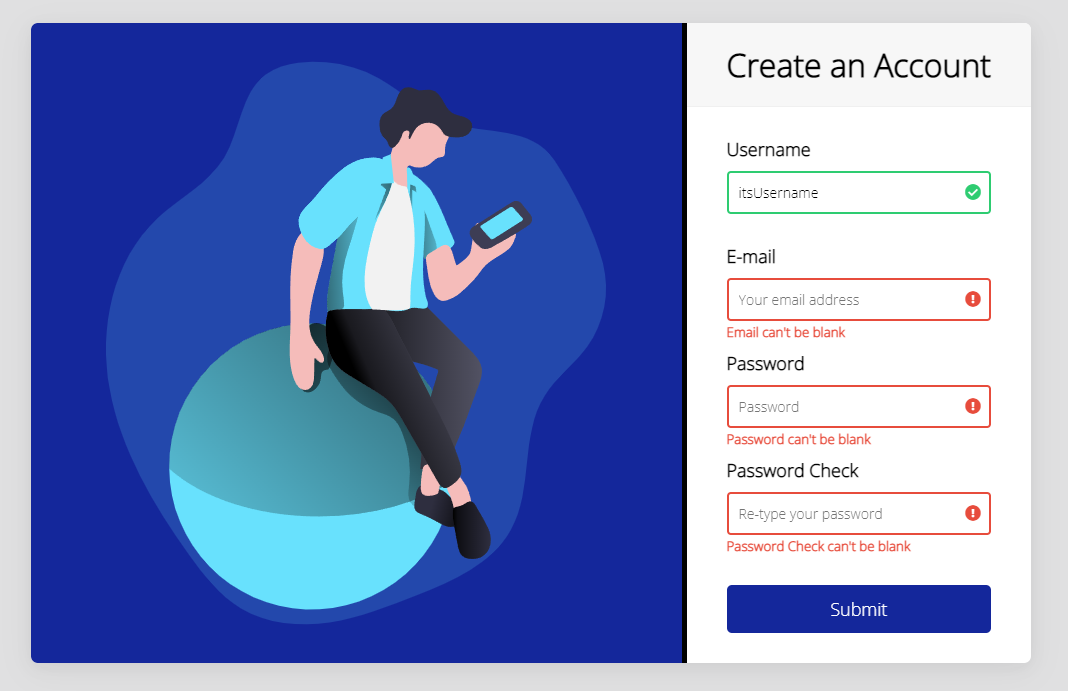 Create an Account
Username
itsUsername
E-mail
Your email address
Email can't be blank
Password
Password
Password can't be blank
Password Check
Re-type your password
Password Check can't be blank
Submit